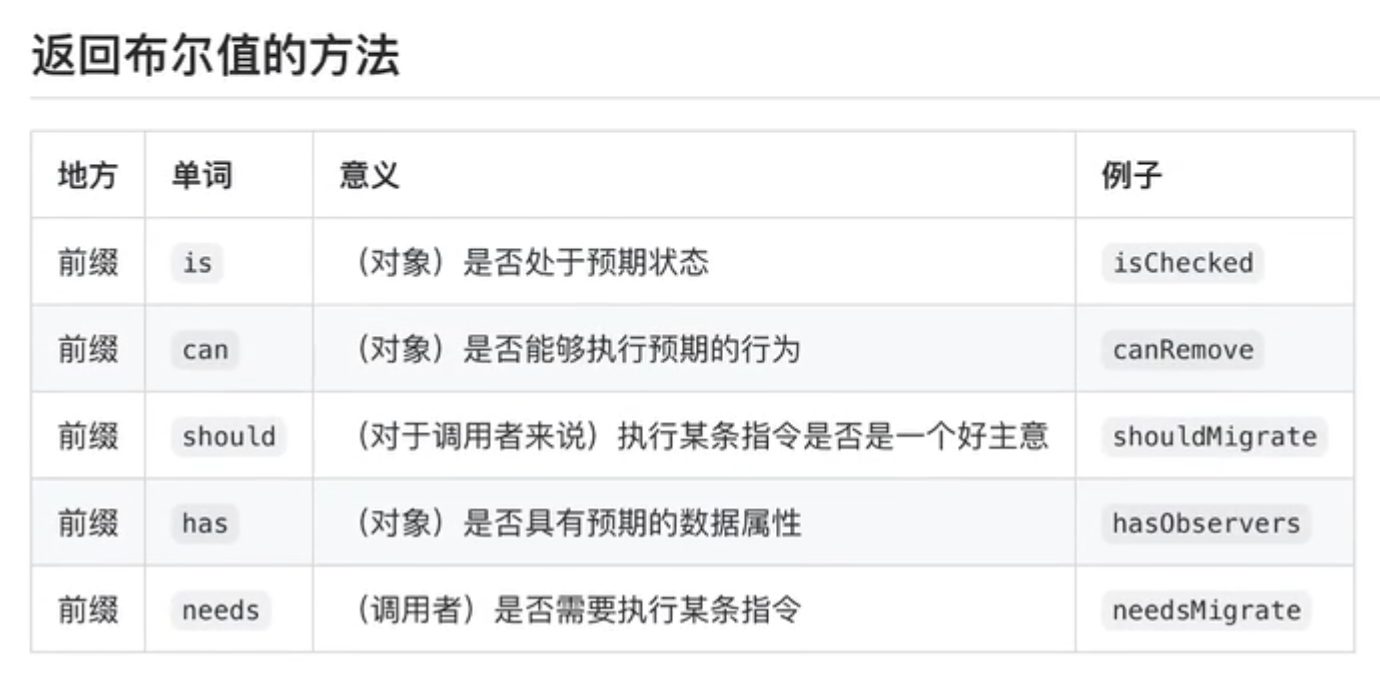 返回布尔值的方法
地方 单词 意义 例子
前缀 is （对象）是否处于预期状态 isChecked
前缀 can （对象）是否能够执行预期的行为 canRemove
前缀 should （对于调用者来说）执行某条指令是否是一个好主意 shouldMigrate
前缀 has （对象）是否具有预期的数据属性 hasObservers
前缀 needs （调用者）是否需要执行某条指令 needsMigrate